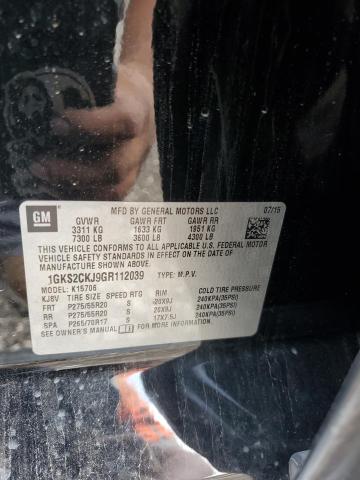 MFD BY GENERAL MOTORS LLC 07/15
GM
GVWR GAWR FRT GAWR RR
3311 KG 1633 KG 1951 KG
7300 LB 3600 LB 4300 LB
THIS VEHICLE CONFORMS TO ALL APPLICABLE U.S. FEDERAL MOTOR
VEHICLE SAFETY STANDARDS IN EFFECT ON THE DATE OF
MANUFACTURE SHOWN ABOVE.
1GKS2CKJ9GR112039 TYPE: M.P.V.
MODEL: K15706
KJ8V TIRE SIZE SPEED RTG RIM COLD TIRE PRESSURE
FRT P275/55R20 S 20X9J 240KPA(35PSI)
RR P275/55R20 S 20X9J 240KPA(35PSI)
SPA P265/70R17 S 17X7.5J 240KPA(35PSI)
SEE OWNER'S MANUAL FOR ADDITIONAL INFORMATION.